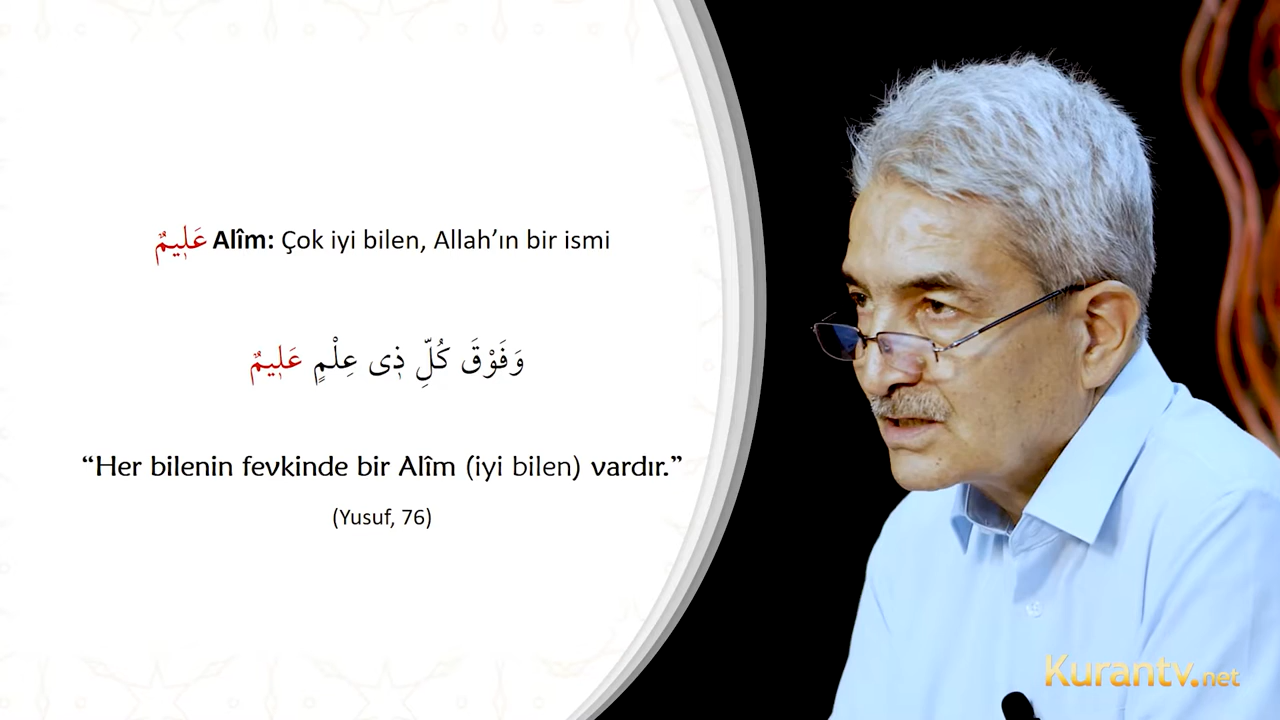 عَلِيمٌ Alîm: Çok iyi bilen, Allah’ın bir ismi
وَفَوْقَ كُلِّ ذِى عِلْمٍ عَلِيمٌ
“Her bilenin fevkinde bir Alîm (iyi bilen) vardır.”
(Yusuf, 76)
Kurantv.net